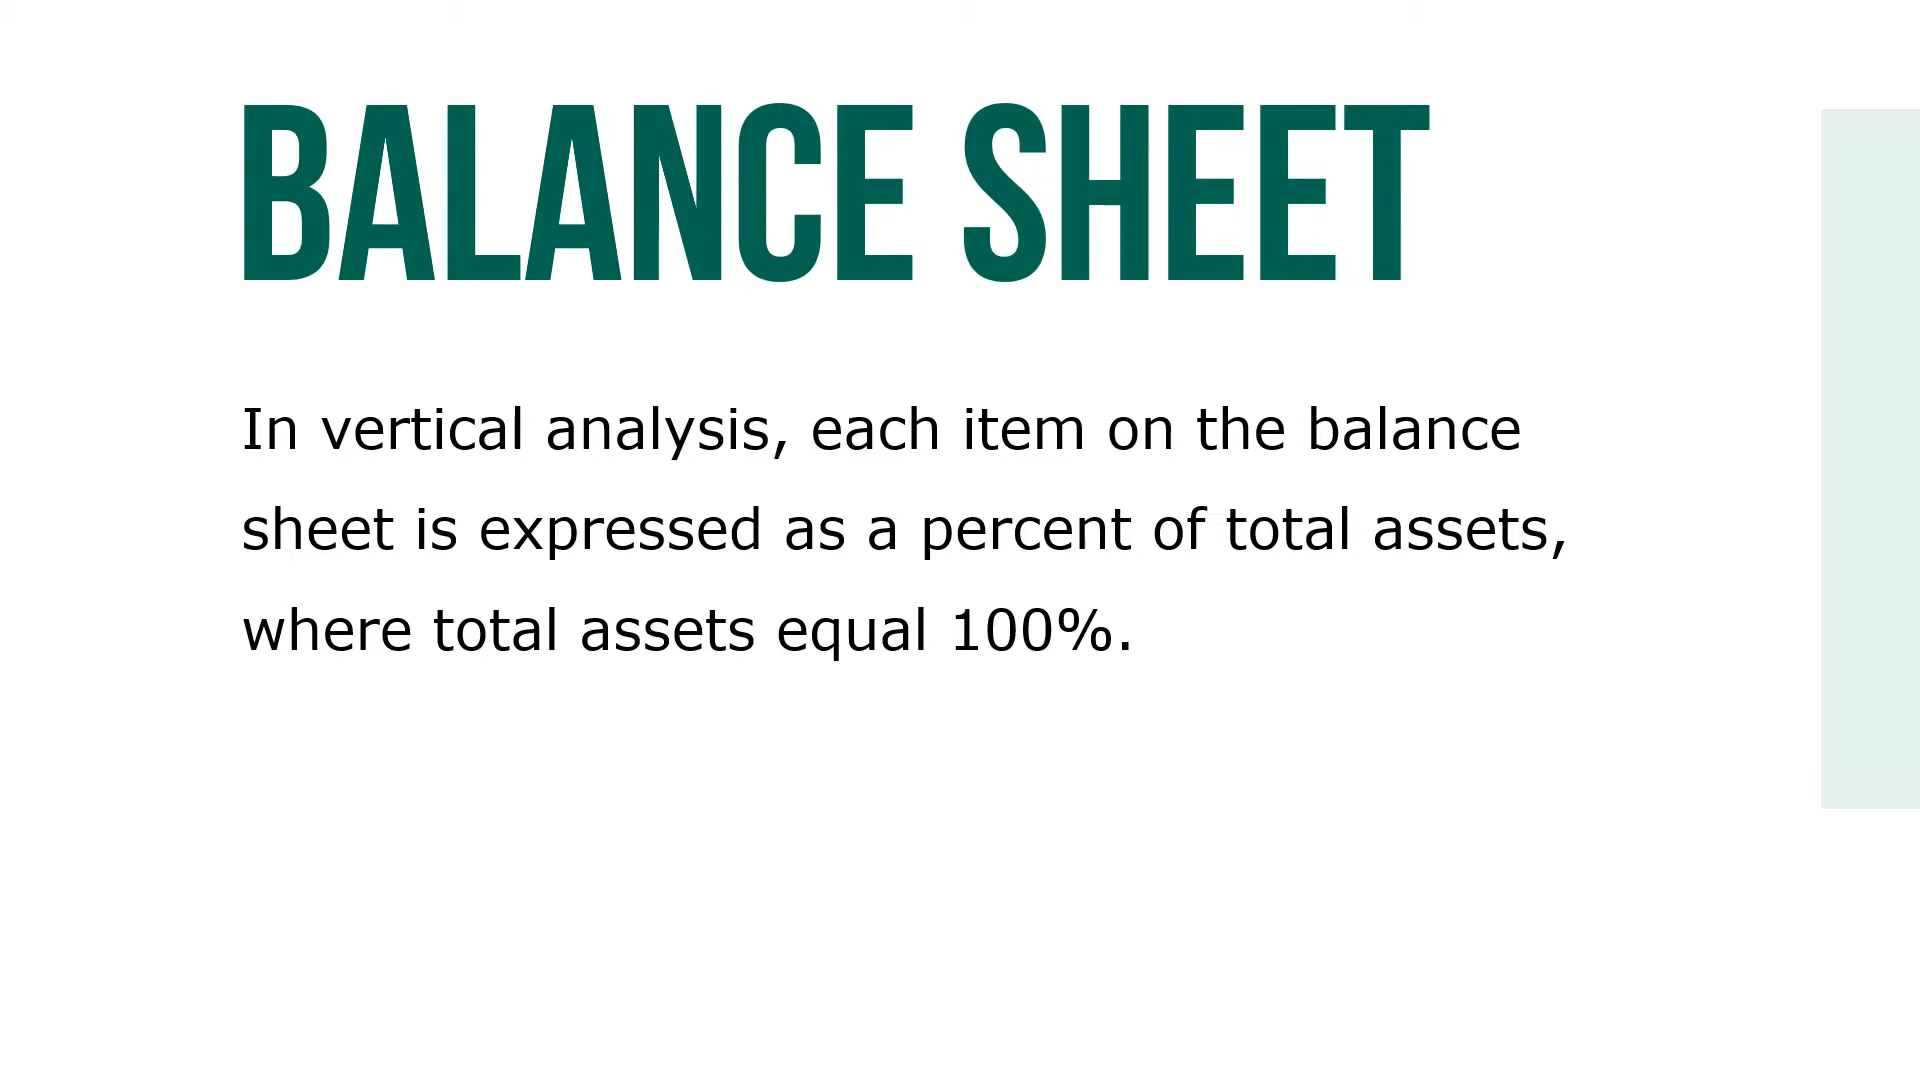 BALANCE SHEET
In vertical analysis, each item on the balance
sheet is expressed as a percent of total assets,
where total assets equal 100%.